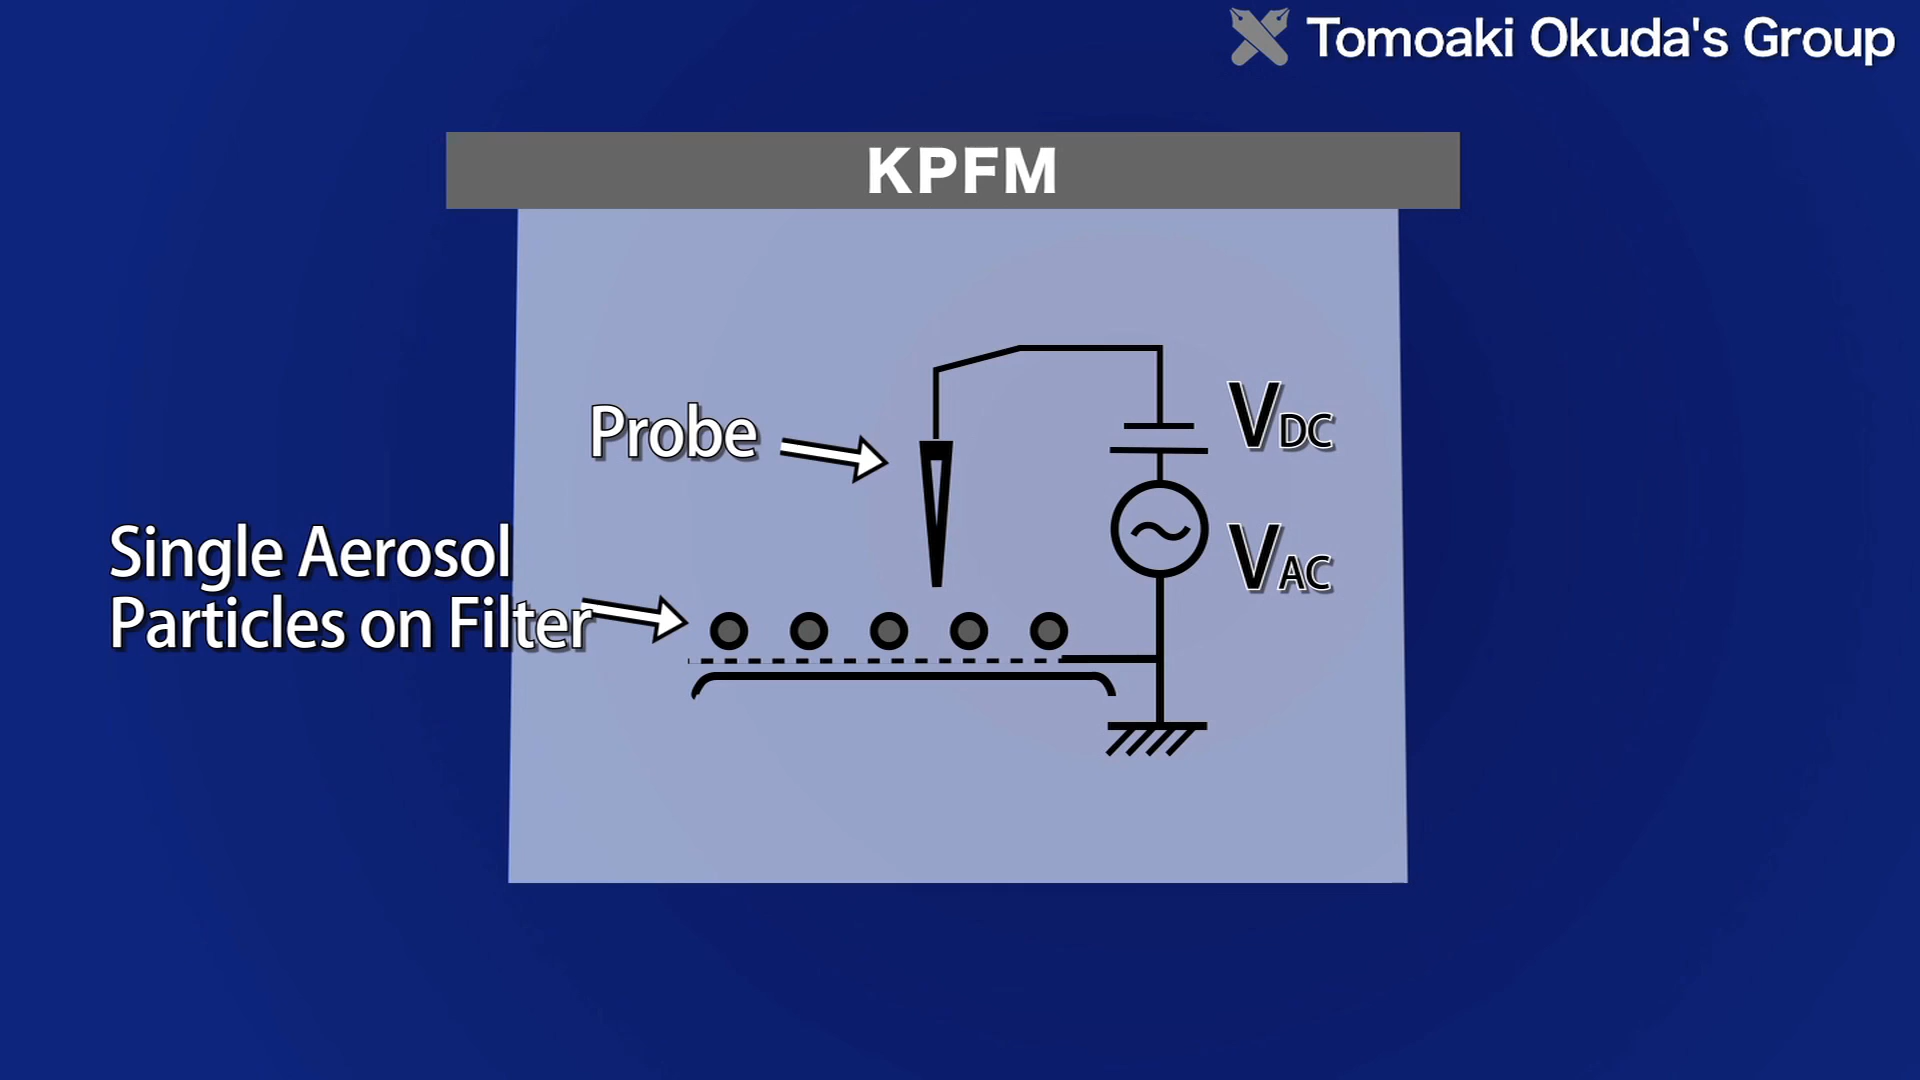 Tomoaki Okuda's Group
KPFM
Probe
VDC
Single Aerosol
Particles on Filter
VAC